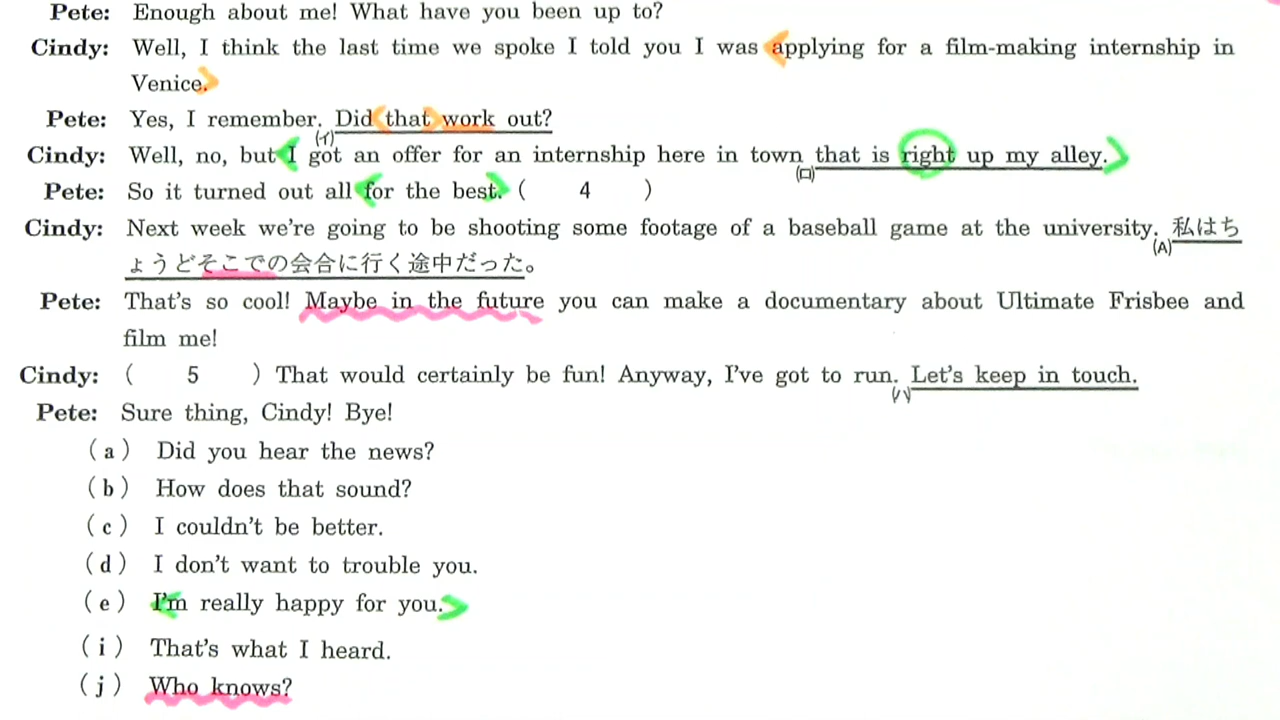 Pete: Enough about me! What have you been up to?
Cindy: Well, I think the last time we spoke I told you I was applying for a film-making internship in
Venice.
Pete: Yes, I remember. Did that work out?
(イ)
Cindy: Well, no, but I got an offer for an internship here in town that is right up my alley.
(ロ)
Pete: So it turned out all for the best. ( 4 )
Cindy: Next week we're going to be shooting some footage of a baseball game at the university. 私はち
(A)
ょうどそこでの会合に行く途中だった。
Pete: That's so cool! Maybe in the future you can make a documentary about Ultimate Frisbee and
film me!
Cindy: ( 5 ) That would certainly be fun! Anyway, I've got to run. Let's keep in touch.
(ハ)
Pete: Sure thing, Cindy! Bye!
(a) Did you hear the news?
(b) How does that sound?
(c) I couldn't be better.
(d) I don't want to trouble you.
(e) I'm really happy for you.
(i) That's what I heard.
(j) Who knows?